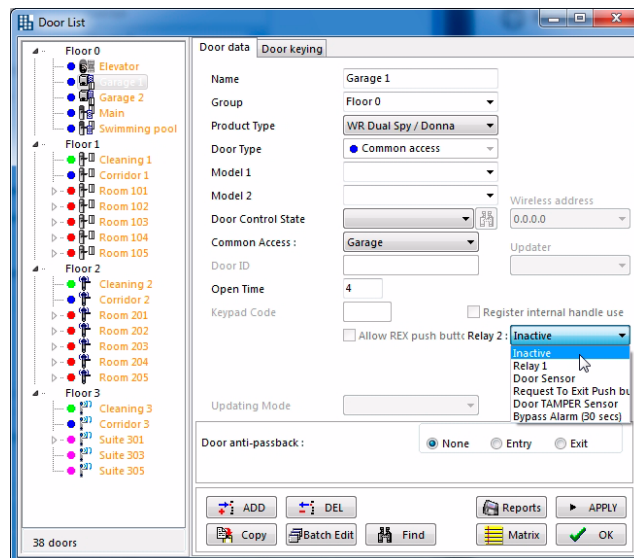 Door List
Floor 0
Elevator
Garage 1
Garage 2
Main
Swimming pool
Floor 1
Cleaning 1
Corridor 1
Room 101
Room 102
Room 103
Room 104
Room 105
Floor 2
Cleaning 2
Corridor 2
Room 201
Room 202
Room 203
Room 204
Room 205
Floor 3
Cleaning 3
Corridor 3
Suite 301
Suite 303
Suite 305
38 doors
Door data Door keying
Name Garage 1
Group Floor 0
Product Type WR Dual Spy / Donna
Door Type Common access
Model 1
Model 2
Wireless address
Door Control State 0.0.0.0
Common Access : Garage
Updater
Door ID
Open Time 4
Keypad Code Register internal handle use
Allow REX push butto Relay 2 : Inactive
Inactive
Relay 1
Door Sensor
Request To Exit Push bu
Door TAMPER Sensor
Bypass Alarm (30 secs)
Updating Mode
Door anti-passback : None Entry Exit
ADD DEL Reports APPLY
Copy Batch Edit Find Matrix OK